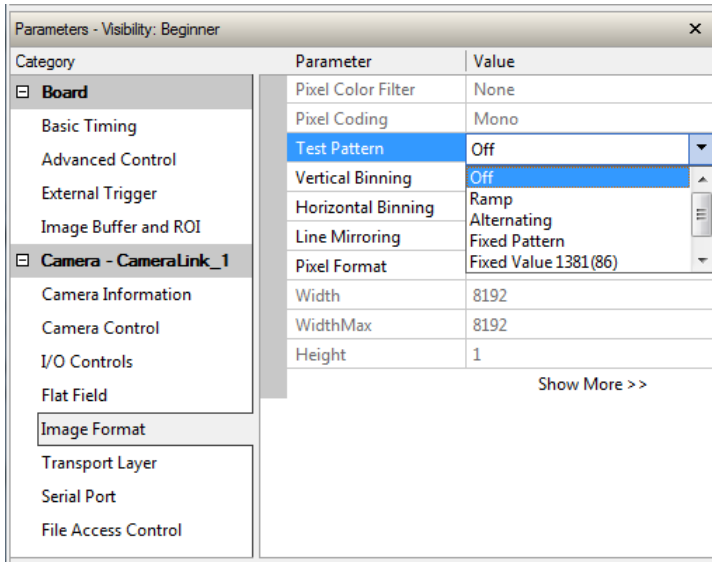 Parameters - Visibility: Beginner
Category Parameter Value
Board
Basic Timing
Advanced Control
External Trigger
Image Buffer and ROI
Camera - CameraLink_1
Camera Information
Camera Control
I/O Controls
Flat Field
Image Format
Transport Layer
Serial Port
File Access Control
Pixel Color Filter None
Pixel Coding Mono
Test Pattern Off
Vertical Binning
Horizontal Binning
Line Mirroring
Pixel Format
Off
Ramp
Alternating
Fixed Pattern
Fixed Value 1381(86)
Width 8192
WidthMax 8192
Height 1
Show More >>